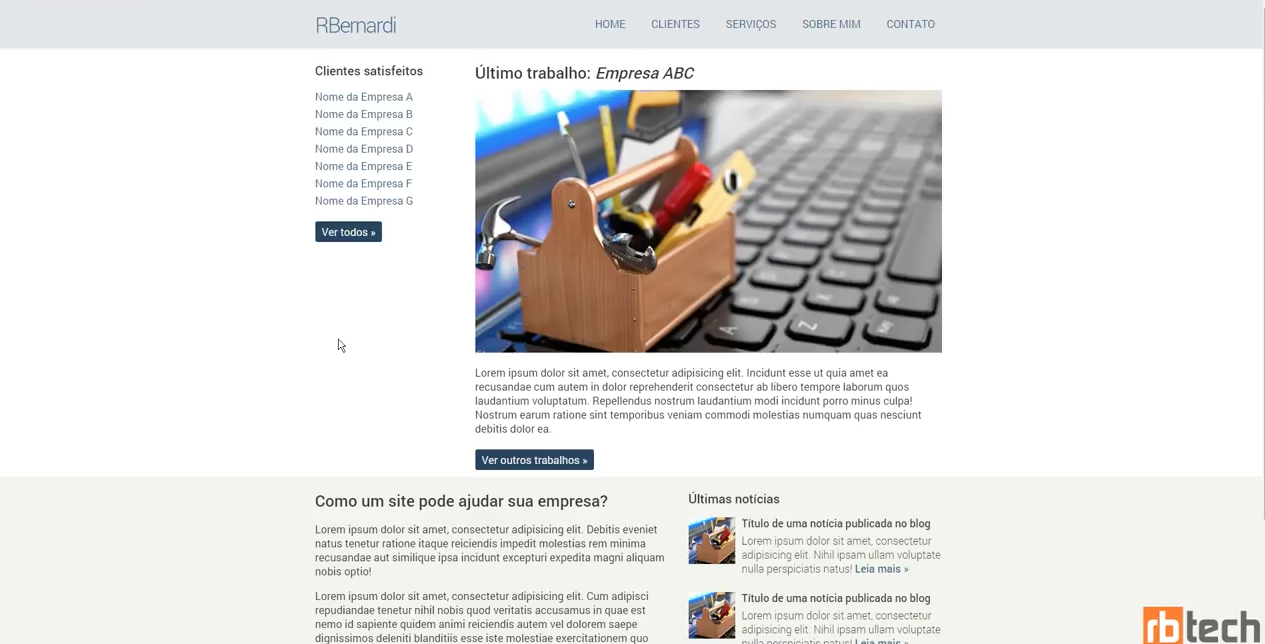 RBernardi
HOME CLIENTES SERVIÇOS SOBRE MIM CONTATO
Clientes satisfeitos
Nome da Empresa A
Nome da Empresa B
Nome da Empresa C
Nome da Empresa D
Nome da Empresa E
Nome da Empresa F
Nome da Empresa G
Ver todos »
Último trabalho: Empresa ABC
A
Z
Lorem ipsum dolor sit amet, consectetur adipisicing elit. Incidunt esse ut quia amet ea
recusandae cum autem in dolor reprehenderit consectetur ab libero tempore laborum quos
laudantium voluptatum. Repellendus nostrum laudantium modi incidunt porro minus culpa!
Nostrum earum ratione sint temporibus veniam commodi molestias numquam quas nesciunt
debitis dolor ea.
Ver outros trabalhos »
Como um site pode ajudar sua empresa?
Lorem ipsum dolor sit amet, consectetur adipisicing elit. Debitis eveniet
natus tenetur ratione itaque reiciendis impedit molestias rem minima
recusandae aut similique ipsa incidunt excepturi expedita magni aliquam
nobis optio!
Lorem ipsum dolor sit amet, consectetur adipisicing elit. Cum adipisci
repudiandae tenetur nihil nobis quod veritatis accusamus in quae est
nemo id sapiente quidem animi reiciendis autem vel dolorem saepe
dignissimos deleniti blanditiis esse iste molestiae exercitationem quo
Últimas notícias
Título de uma notícia publicada no blog
Lorem ipsum dolor sit amet, consectetur
adipisicing elit. Nihil ipsam ullam voluptate
nulla perspiciatis natus! Leia mais »
Título de uma notícia publicada no blog
Lorem ipsum dolor sit amet, consectetur
adipisicing elit. Nihil ipsam ullam voluptate
nulla perspiciatis natus! Leia mais »
rbtech